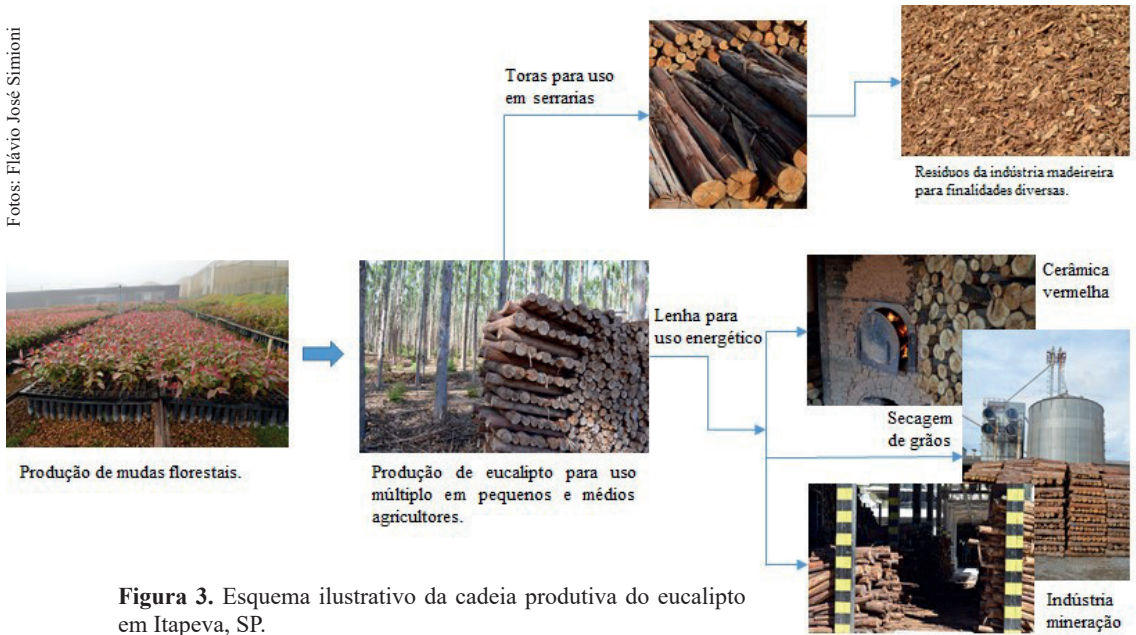 Fotos: Flávio José Simioni
Toras para uso
em serrarias
Resíduos da indústria madeireira
para finalidades diversas.
Produção de mudas florestais.
Produção de eucalipto para uso
múltiplo em pequenos e médios
agricultores.
Lenha para
uso energético
Cerâmica
vermelha
Secagem
de grãos
Indústria
mineração
Figura 3. Esquema ilustrativo da cadeia produtiva do eucalipto
em Itapeva, SP.